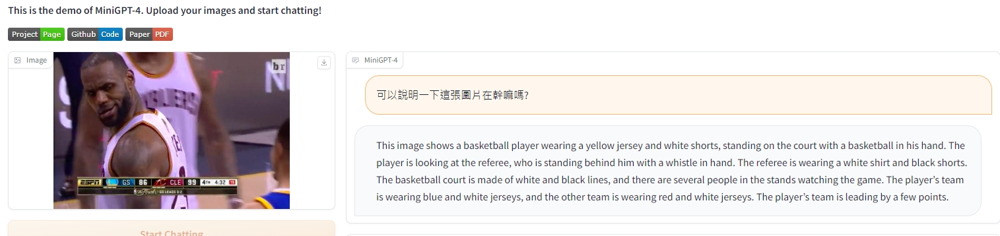 This is the demo of MiniGPT-4. Upload your images and start chatting!
Project Page Github Code Paper PDF
Image
br
ESPN GS 86 CLE 99 4TH 4:32 16
The Finals GS LEADS 3-2
Start Chatting
MiniGPT-4
可以說明一下這張圖片在幹嘛嗎?
This image shows a basketball player wearing a yellow jersey and white shorts, standing on the court with a basketball in his hand. The
player is looking at the referee, who is standing behind him with a whistle in hand. The referee is wearing a white shirt and black shorts.
The basketball court is made of white and black lines, and there are several people in the stands watching the game. The player’s team
is wearing blue and white jerseys, and the other team is wearing red and white jerseys. The player’s team is leading by a few points.